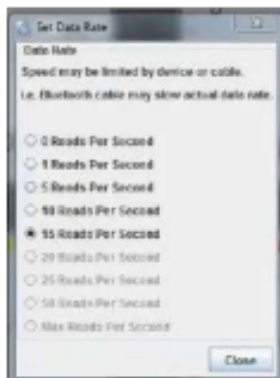 Set Data Rate
Data Rate
Speed may be limited by device or cable.
i.e. Bluetooth cable may slow actual data rate.
0 Reads Per Second
1 Reads Per Second
5 Reads Per Second
10 Reads Per Second
15 Reads Per Second
20 Reads Per Second
25 Reads Per Second
50 Reads Per Second
Max Reads Per Second
Close